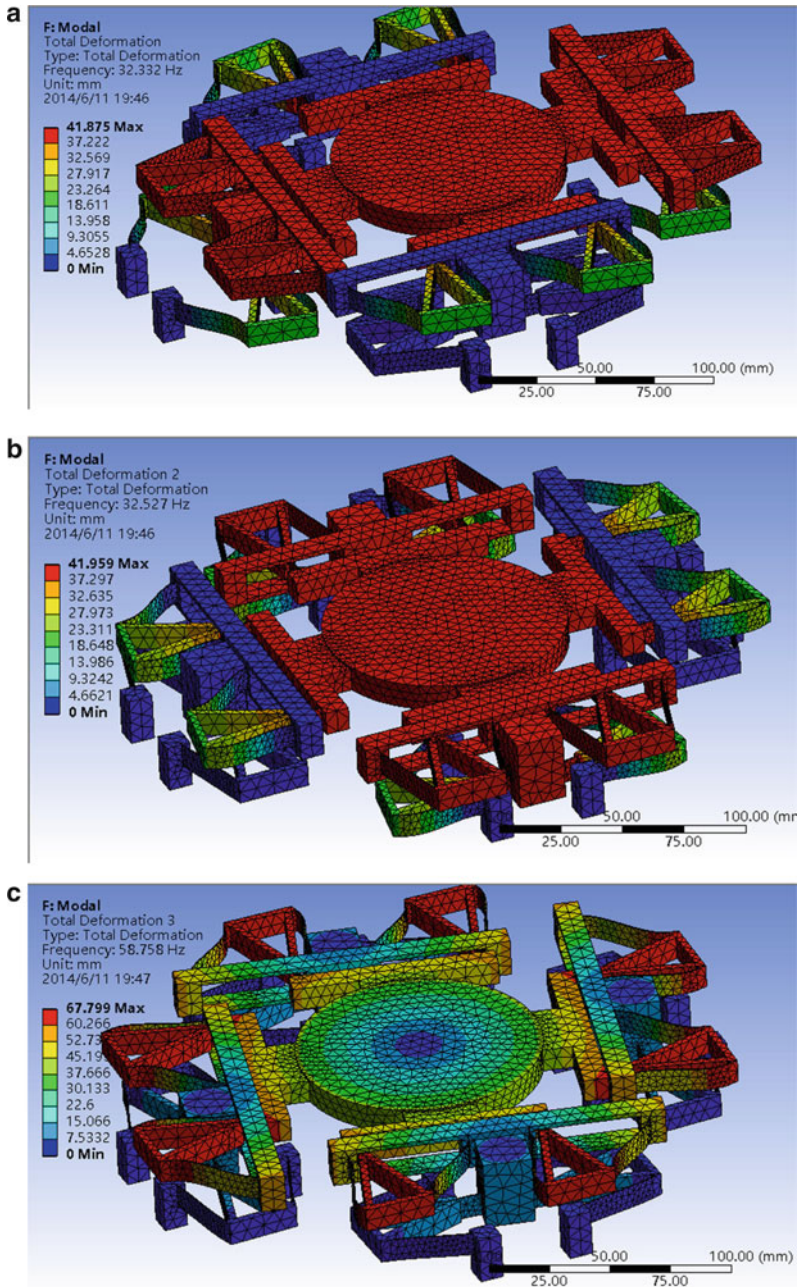 a
F: Modal
Total Deformation
Type: Total Deformation
Frequency: 32.332 Hz
Unit: mm
2014/6/11 19:46
41.875 Max
37.222
32.569
27.917
23.264
18.611
13.958
9.3055
4.6528
0 Min
50.00 100.00 (mm)
25.00 75.00
b
F: Modal
Total Deformation 2
Type: Total Deformation
Frequency: 32.527 Hz
Unit: mm
2014/6/11 19:46
41.959 Max
37.297
32.635
27.973
23.311
18.648
13.986
9.3242
4.6621
0 Min
50.00 100.00 (mm
25.00 75.00
c
F: Modal
Total Deformation 3
Type: Total Deformation
Frequency: 58.758 Hz
Unit: mm
2014/6/11 19:47
67.799 Max
60.266
52.73
45.19
37.666
30.133
22.6
15.066
7.5332
0 Min
50.00 100.00 (mm)
25.00 75.00